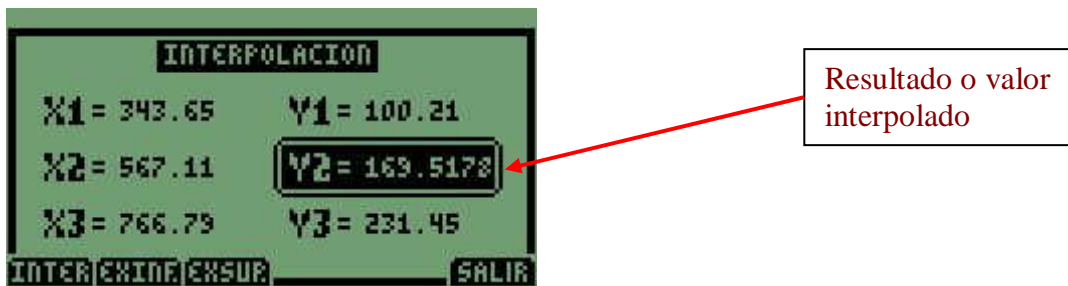 INTERPOLACION
X1= 343.65 Y1= 100.21
X2= 567.11 Y2= 169.5178
X3= 766.79 Y3= 231.45
INTER EXINF EXSUP SALIR
Resultado o valor
interpolado